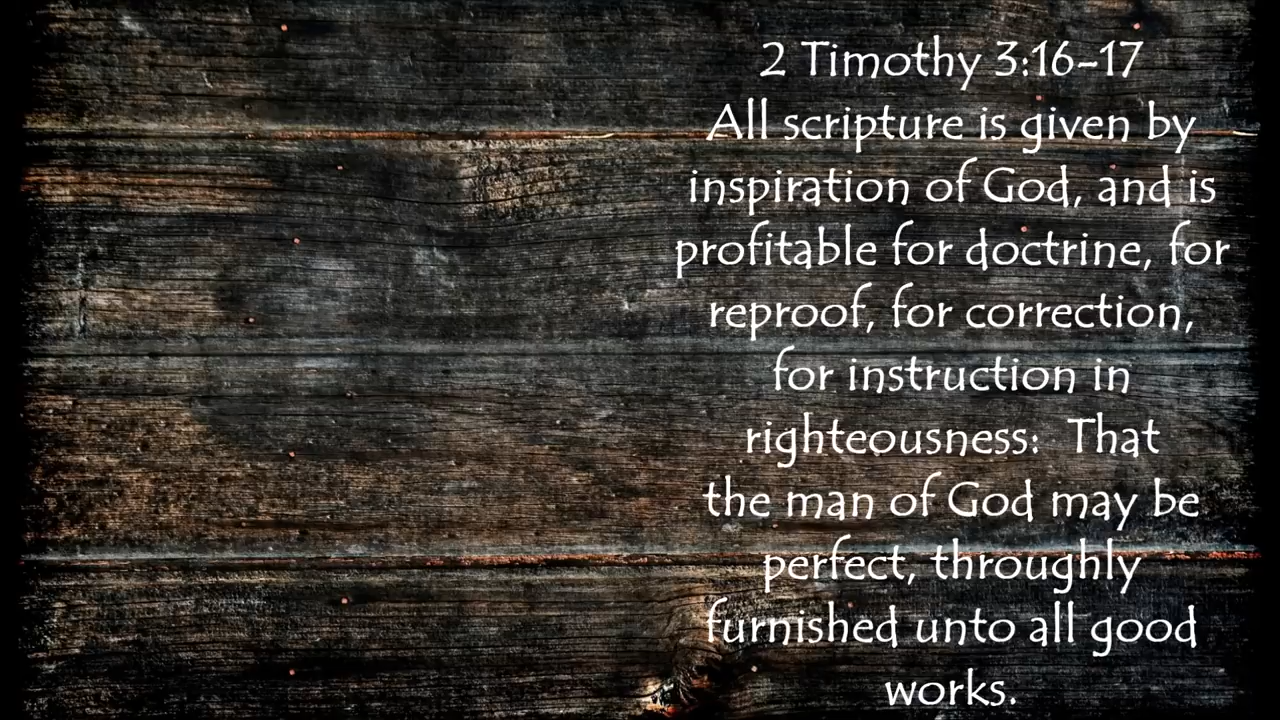 2 Timothy 3:16-17
All scripture is given by
inspiration of God, and is
profitable for doctrine, for
reproof, for correction,
for instruction in
righteousness:  That
the man of God may be
perfect, throughly
furnished unto all good
works.